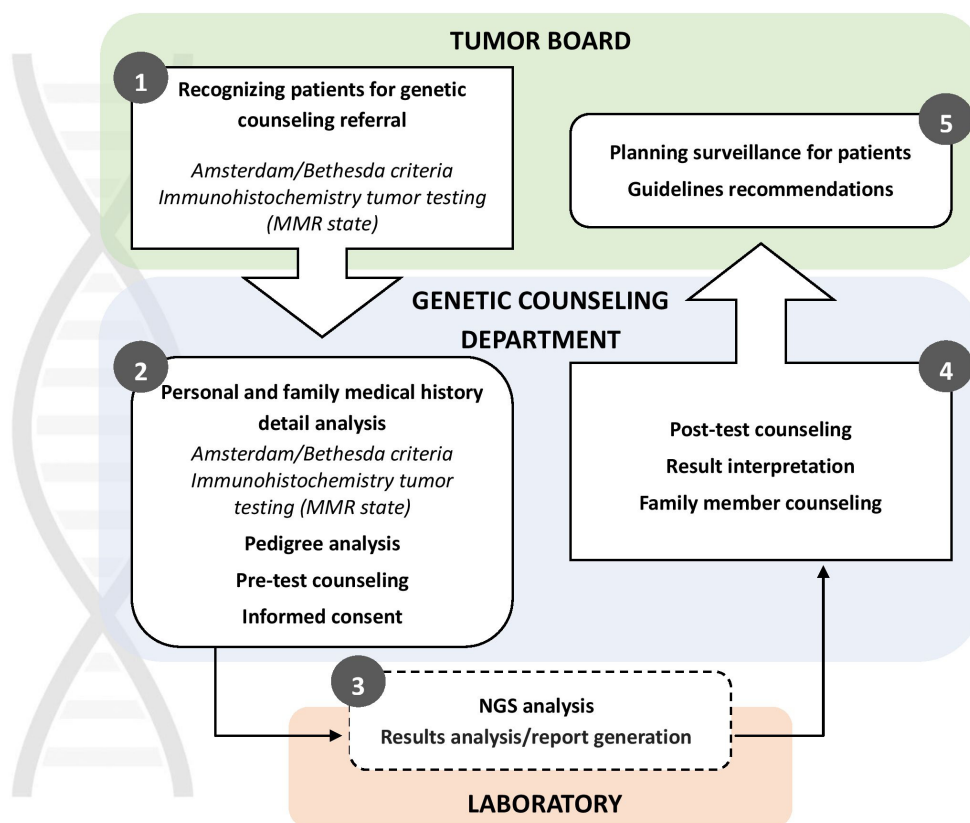 TUMOR BOARD
1
Recognizing patients for genetic
counseling referral
Amsterdam/Bethesda criteria
Immunohistochemistry tumor testing
(MMR state)
5
Planning surveillance for patients
Guidelines recommendations
GENETIC COUNSELING
DEPARTMENT
2
Personal and family medical history
detail analysis
Amsterdam/Bethesda criteria
Immunohistochemistry tumor
testing (MMR state)
Pedigree analysis
Pre-test counseling
Informed consent
4
Post-test counseling
Result interpretation
Family member counseling
3
NGS analysis
Results analysis/report generation
LABORATORY